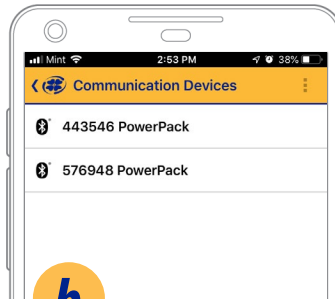 Mint 2:53 PM 38%
Communication Devices
443546 PowerPack
576948 PowerPack
b